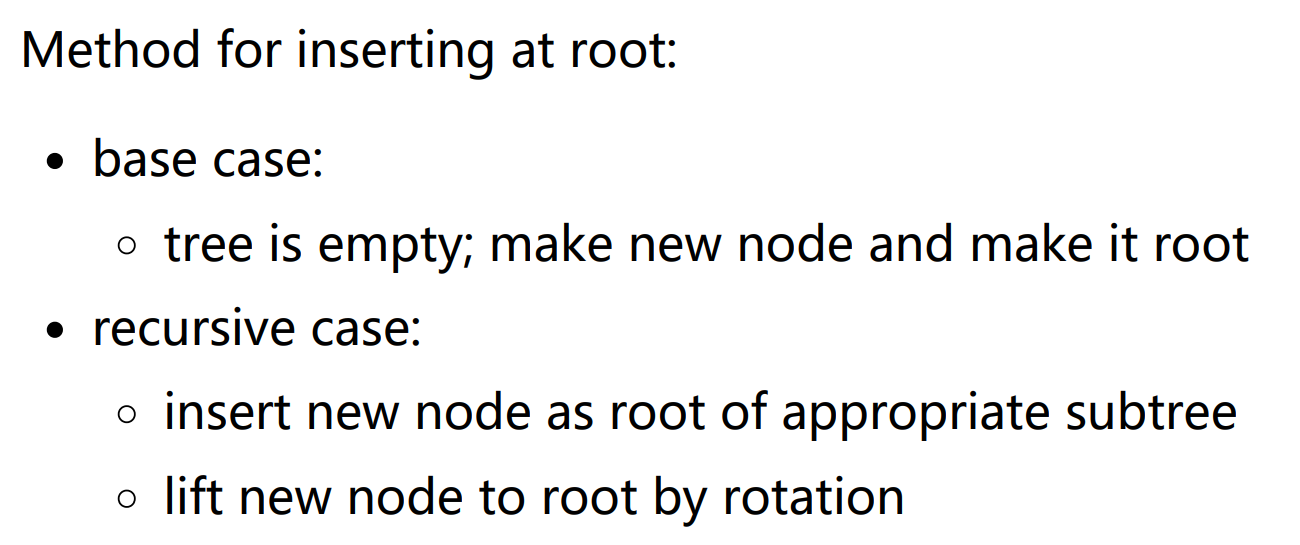 Method for inserting at root:
• base case:
○ tree is empty; make new node and make it root
• recursive case:
○ insert new node as root of appropriate subtree
○ lift new node to root by rotation